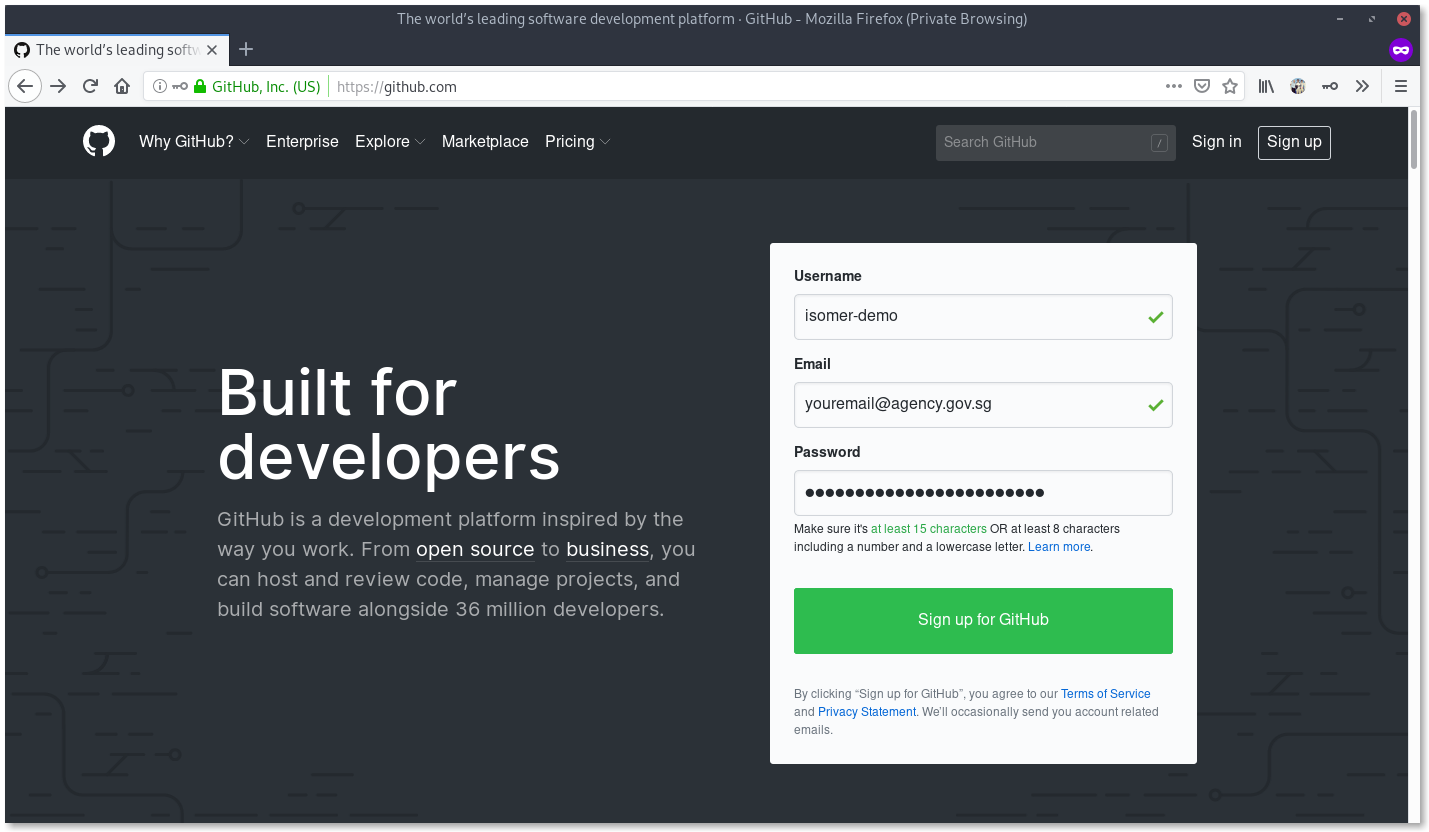 The world’s leading software development platform · GitHub - Mozilla Firefox (Private Browsing)
The world’s leading softw
GitHub, Inc. (US) https://github.com
Why GitHub? Enterprise Explore Marketplace Pricing Search GitHub / Sign in Sign up
Built for
developers
GitHub is a development platform inspired by the
way you work. From open source to business, you
can host and review code, manage projects, and
build software alongside 36 million developers.
Username
isomer-demo
Email
youremail@agency.gov.sg
Password
●●●●●●●●●●●●●●●●●●●●●●●●
Make sure it's at least 15 characters OR at least 8 characters
including a number and a lowercase letter. Learn more.
Sign up for GitHub
By clicking “Sign up for GitHub”, you agree to our Terms of Service
and Privacy Statement. We’ll occasionally send you account related
emails.